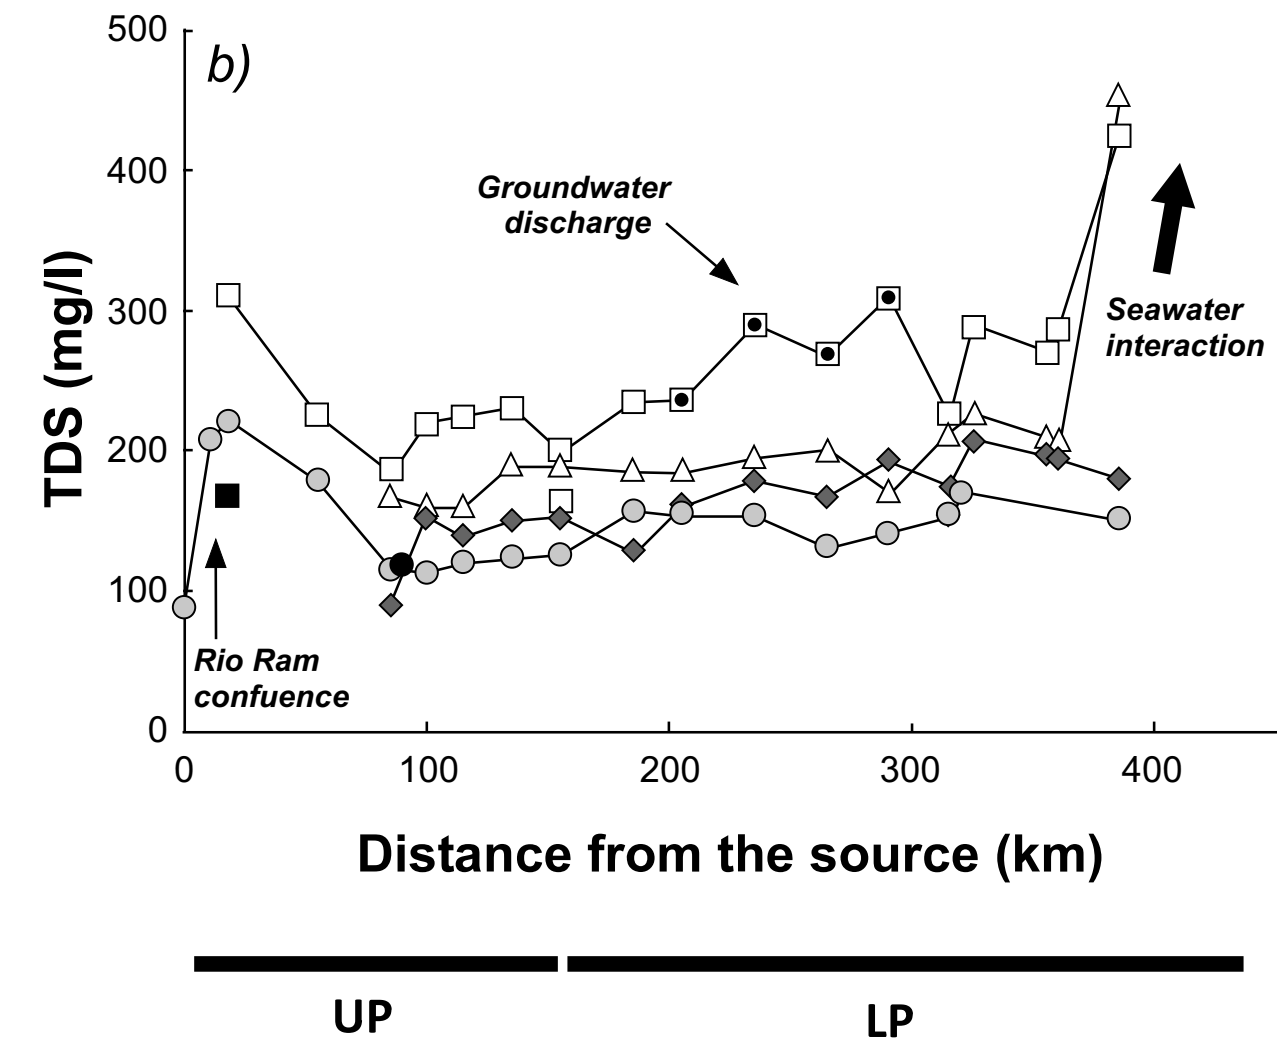 b)
500
400
300
200
100
0
TDS (mg/l)
Groundwater
discharge
Seawater
interaction
Rio Ram
confuence
0 100 200 300 400
Distance from the source (km)
UP LP